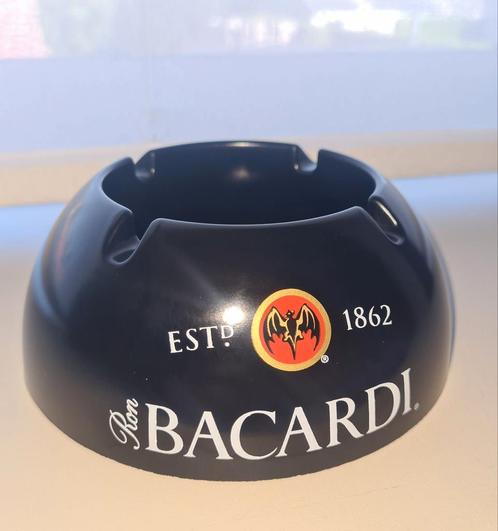 ESTᴰ. 1862
®
Ron BACARDI®